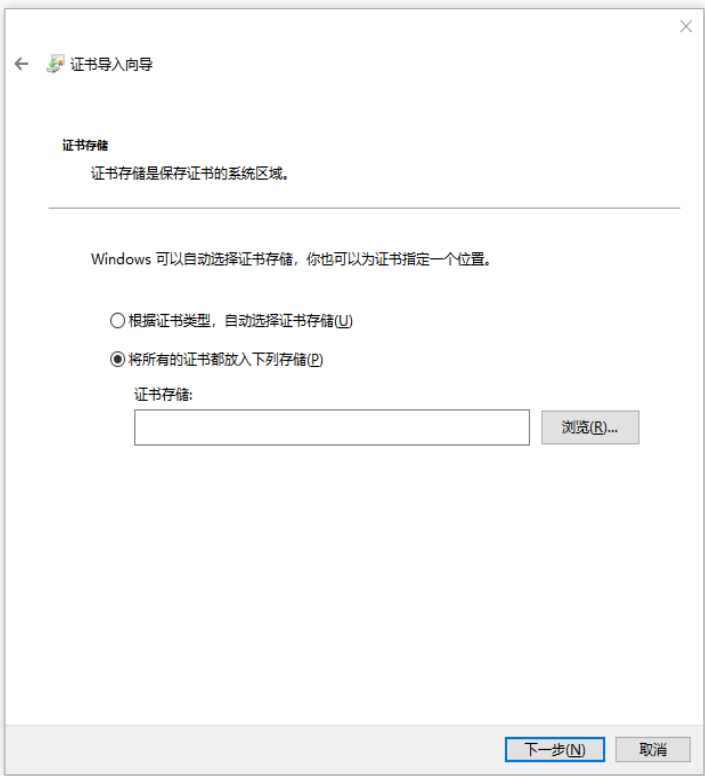 证书导入向导
证书存储
证书存储是保存证书的系统区域。
Windows 可以自动选择证书存储，你也可以为证书指定一个位置。
根据证书类型，自动选择证书存储(U)
将所有的证书都放入下列存储(P)
证书存储:
浏览(R)...
下一步(N)
取消